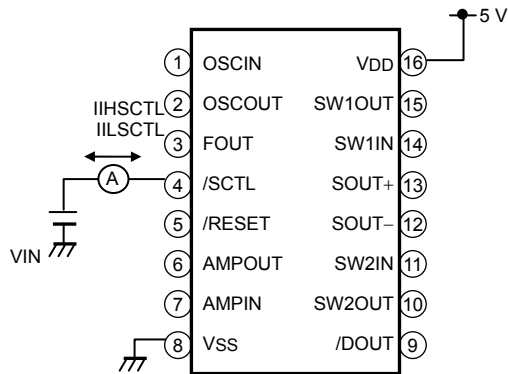 5 V
1 OSCIN VDD 16
IIHSCTL 2 OSCOUT SW1OUT 15
IILSCTL 3 FOUT SW1IN 14
A 4 /SCTL SOUT+ 13
5 /RESET SOUT− 12
VIN 6 AMPOUT SW2IN 11
7 AMPIN SW2OUT 10
8 VSS /DOUT 9